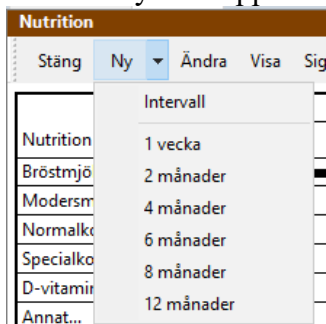 Nutrition
Stäng Ny Ändra Visa
Intervall
Nutrition
1 vecka
2 månader
4 månader
6 månader
8 månader
12 månader
D-vitamin
Annat...